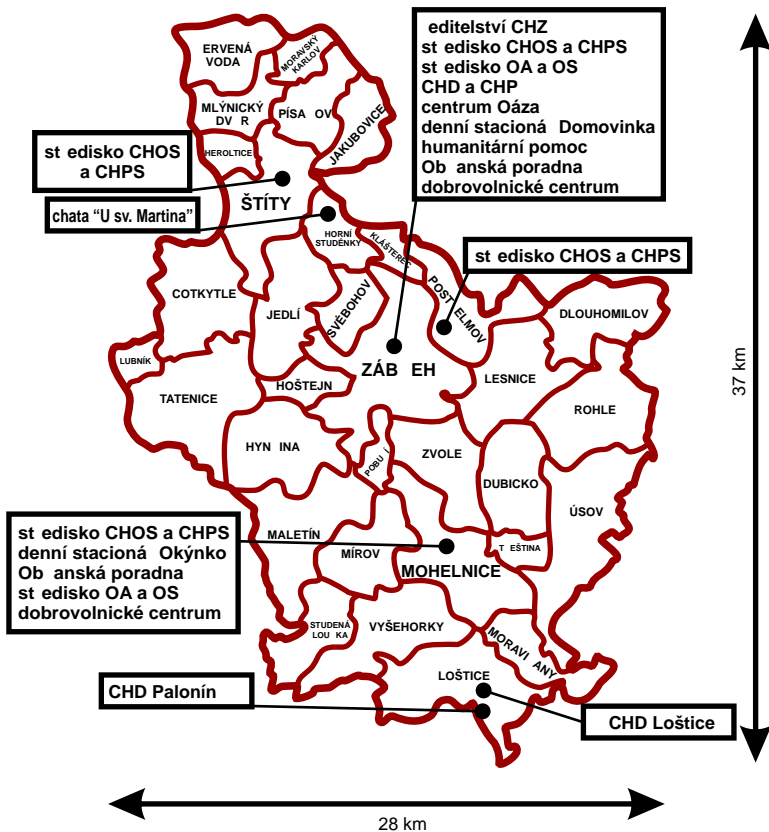 ERVENÁ
VODA
MORAVSKÝ
KARLOV
MLÝNICKÝ
DV R
PÍSA OV
JAKUBOVICE
HEROLTICE
editelství CHZ
st edisko CHOS a CHPS
st edisko OA a OS
CHD a CHP
centrum Oáza
denní stacioná Domovinka
humanitární pomoc
Ob anská poradna
dobrovolnické centrum
st edisko CHOS
a CHPS
ŠTÍTY
chata “U sv. Martina”
HORNÍ
STUDÉNKY
KLÁŠTEREC
st edisko CHOS a CHPS
POST ELMOV
COTKYTLE
JEDLÍ
SVÉBOHOV
DLOUHOMILOV
LUBNÍK
ZÁB EH
LESNICE
TATENICE
HOŠTEJN
ROHLE
37 km
HYN INA
POBU Í
ZVOLE
DUBICKO
ÚSOV
st edisko CHOS a CHPS
denní stacioná Okýnko
Ob anská poradna
st edisko OA a OS
dobrovolnické centrum
MALETÍN
MÍROV
T EŠTINA
MOHELNICE
STUDENÁ
LOU KA
VYŠEHORKY
MORAVI ANY
LOŠTICE
CHD Palonín
CHD Loštice
28 km